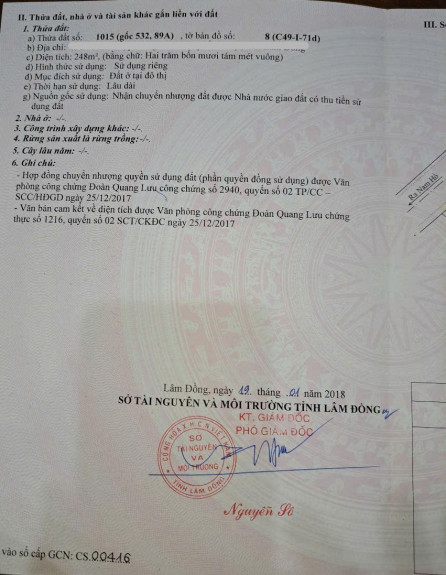 II. Thửa đất, nhà ở và tài sản khác gắn liền với đất
III. S
1. Thửa đất:
a) Thửa đất số: 1015 (gốc 532, 89A) , tờ bản đồ số: 8 (C49-I-71d)
b) Địa chỉ:
c) Diện tích: 248m², (bằng chữ: Hai trăm bốn mươi tám mét vuông)
d) Hình thức sử dụng: Sử dụng riêng
đ) Mục đích sử dụng: Đất ở tại đô thị
e) Thời hạn sử dụng: Lâu dài
g) Nguồn gốc sử dụng: Nhận chuyển nhượng đất được Nhà nước giao đất có thu tiền sử
dụng đất
2. Nhà ở: -/-.
3. Công trình xây dựng khác: -/-.
4. Rừng sản xuất là rừng trồng: -/-.
5. Cây lâu năm: -/-.
6. Ghi chú:
- Hợp đồng chuyển nhượng quyền sử dụng đất (phần quyền đồng sử dụng) được Văn
phòng công chứng Đoàn Quang Lưu công chứng số 2940, quyển số 02 TP/CC –
SCC/HĐGD ngày 25/12/2017
- Văn bản cam kết về diện tích được Văn phòng công chứng Đoàn Quang Lưu chứng
thực số 1216, quyển số 02 SCT/CKĐC ngày 25/12/2017
Ra Nam Hồ
Lâm Đồng, ngày 19 tháng 01 năm 2018
SỞ TÀI NGUYÊN VÀ MÔI TRƯỜNG TỈNH LÂM ĐỒNG
KT. GIÁM ĐỐC
PHÓ GIÁM ĐỐC
CỘNG HÒA X.H.C.N VIỆT NAM
SỞ
TÀI NGUYÊN
VÀ
MÔI TRƯỜNG
TỈNH LÂM ĐỒNG
Nguyễn
vào sổ cấp GCN: CS 00416